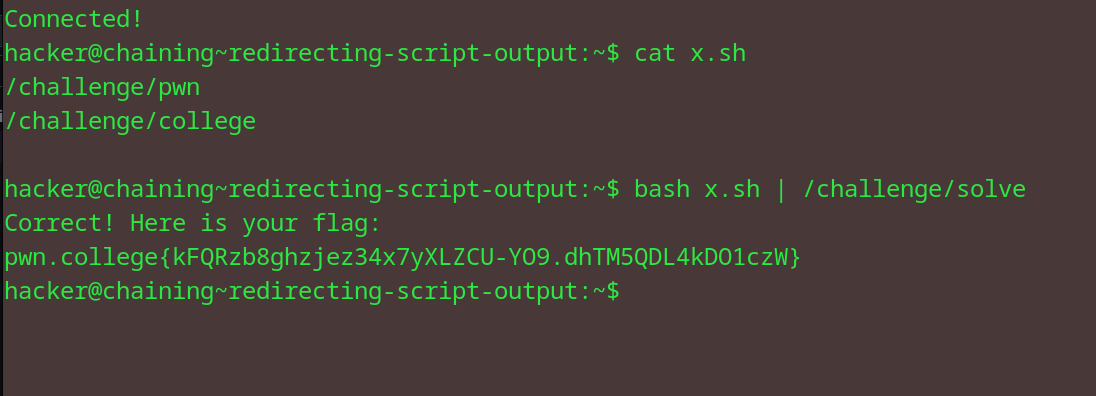 Connected!
hacker@chaining~redirecting-script-output:~$ cat x.sh
/challenge/pwn
/challenge/college
hacker@chaining~redirecting-script-output:~$ bash x.sh | /challenge/solve
Correct! Here is your flag:
pwn.college{kFQRzb8ghzjez34x7yXLZCU-YO9.dhTM5QDL4kDO1czW}
hacker@chaining~redirecting-script-output:~$